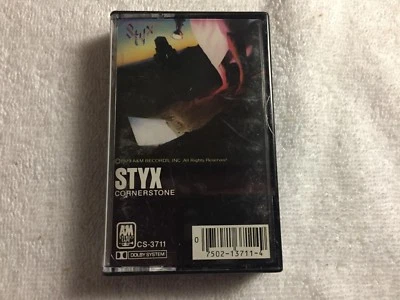 Styx
© 1979 A&M RECORDS, INC. All Rights Reserved
STYX
CORNERSTONE
A&M
CS-3711
DOLBY SYSTEM
0 7502-13711-4